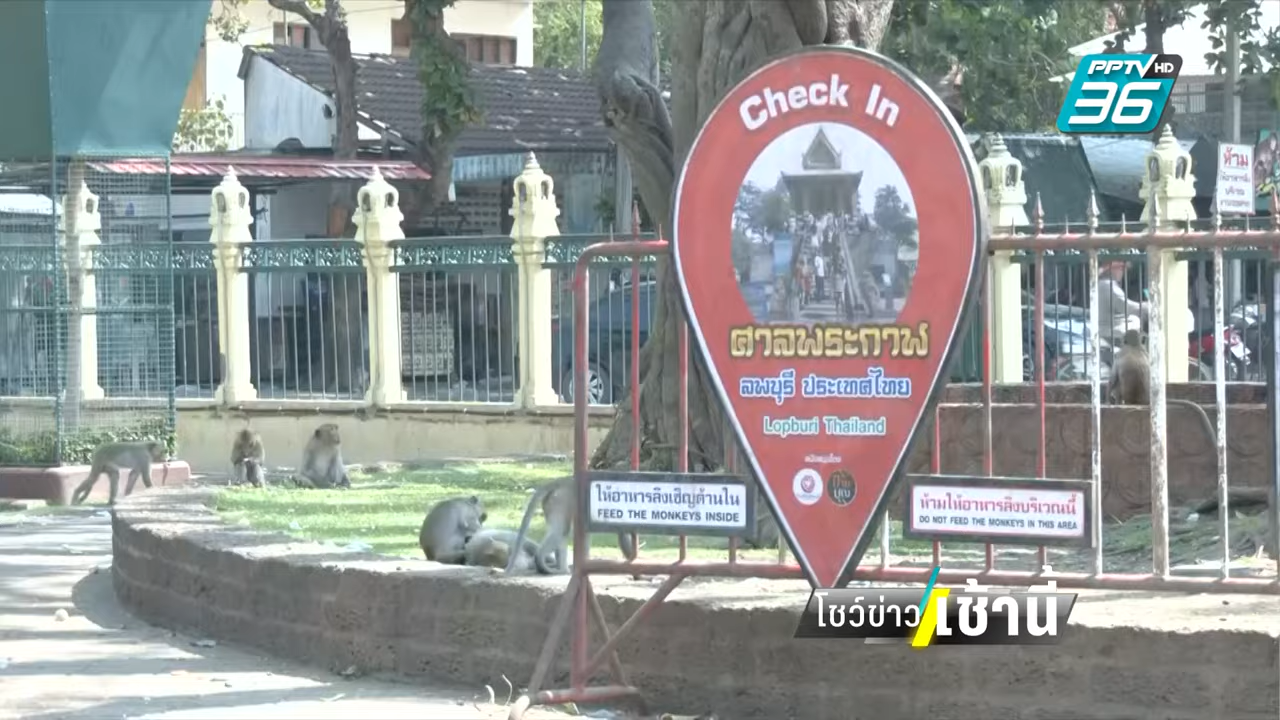 PPTV HD
36
Check In
ศาลพระกาฬ
ลพบุรี ประเทศไทย
Lopburi Thailand
ให้อาหารลิงเชิญด้านใน
FEED THE MONKEYS INSIDE
ห้ามให้อาหารลิงบริเวณนี้
DO NOT FEED THE MONKEYS IN THIS AREA
ห้าม
โชว์ข่าวเช้านี้